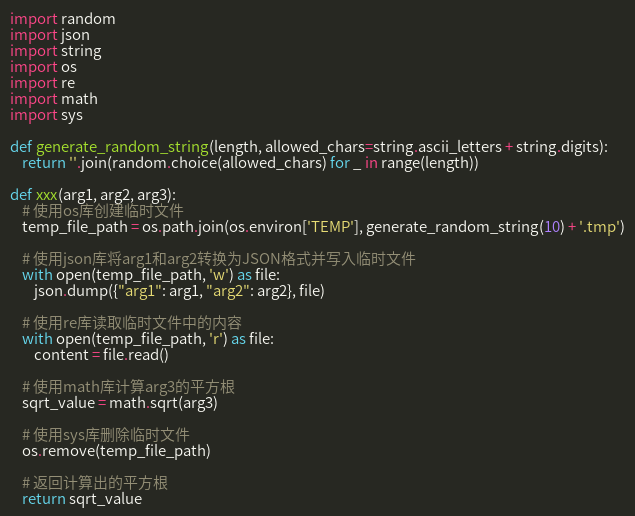 import random
import json
import string
import os
import re
import math
import sys
def generate_random_string(length, allowed_chars=string.ascii_letters + string.digits):
return ''.join(random.choice(allowed_chars) for _ in range(length))
def xxx(arg1, arg2, arg3):
# 使用os库创建临时文件
temp_file_path = os.path.join(os.environ['TEMP'], generate_random_string(10) + '.tmp')
# 使用json库将arg1和arg2转换为JSON格式并写入临时文件
with open(temp_file_path, 'w') as file:
json.dump({"arg1": arg1, "arg2": arg2}, file)
# 使用re库读取临时文件中的内容
with open(temp_file_path, 'r') as file:
content = file.read()
# 使用math库计算arg3的平方根
sqrt_value = math.sqrt(arg3)
# 使用sys库删除临时文件
os.remove(temp_file_path)
# 返回计算出的平方根
return sqrt_value